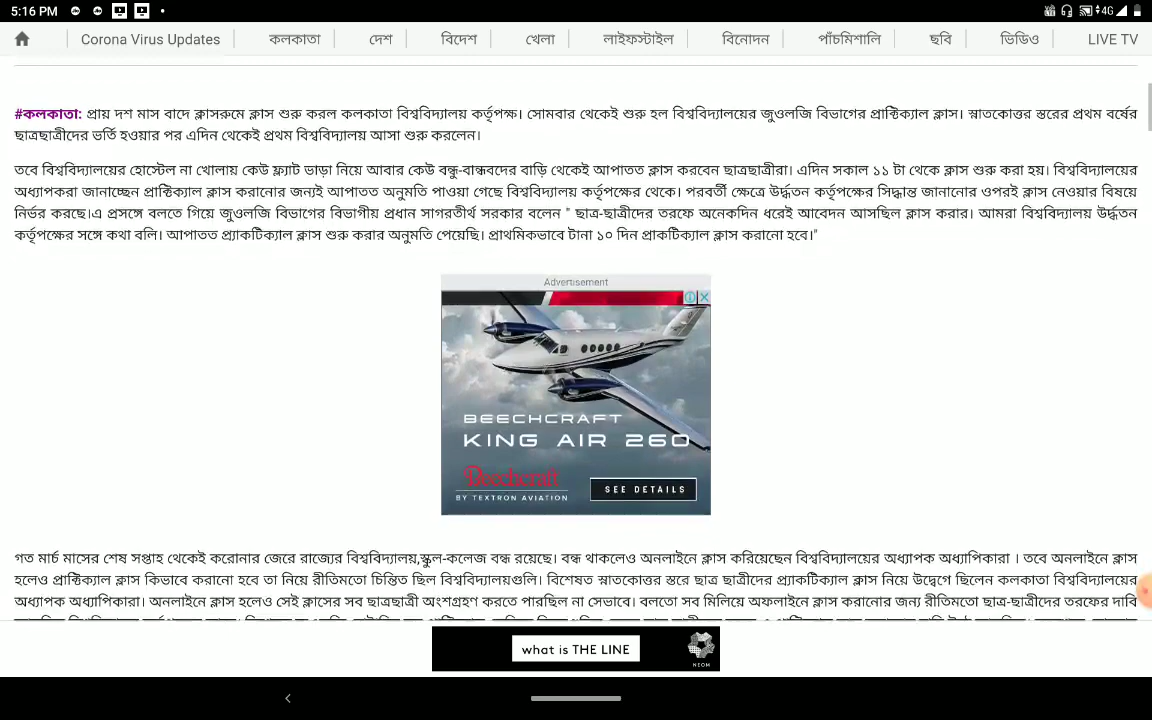 5:16 PM
4G
Corona Virus Updates কলকাতা দেশ বিদেশ খেলা লাইফস্টাইল বিনোদন পাঁচমিশালি ছবি ভিডিও LIVE TV
#কলকাতা: প্রায় দশ মাস বাদে ক্লাসরুমে ক্লাস শুরু করল কলকাতা বিশ্ববিদ্যালয় কর্তৃপক্ষ। সোমবার থেকেই শুরু হল বিশ্ববিদ্যালয়ের জুওলজি বিভাগের প্রাক্টিক্যাল ক্লাস। স্নাতকোত্তর স্তরের প্রথম বর্ষের
ছাত্রছাত্রীদের ভর্তি হওয়ার পর এদিন থেকেই প্রথম বিশ্ববিদ্যালয় আসা শুরু করলেন।
তবে বিশ্ববিদ্যালয়ের হোস্টেল না খোলায় কেউ ফ্ল্যাট ভাড়া নিয়ে আবার কেউ বন্ধু-বান্ধবদের বাড়ি থেকেই আপাতত ক্লাস করবেন ছাত্রছাত্রীরা। এদিন সকাল ১১ টা থেকে ক্লাস শুরু করা হয়। বিশ্ববিদ্যালয়ের
অধ্যাপকরা জানাচ্ছেন প্রাক্টিক্যাল ক্লাস করানোর জন্যই আপাতত অনুমতি পাওয়া গেছে বিশ্ববিদ্যালয় কর্তৃপক্ষের থেকে। পরবর্তী ক্ষেত্রে উর্দ্ধতন কর্তৃপক্ষের সিদ্ধান্ত জানানোর ওপরই ক্লাস নেওয়ার বিষয়ে
নির্ভর করছে।এ প্রসঙ্গে বলতে গিয়ে জুওলজি বিভাগের বিভাগীয় প্রধান সাগরতীর্থ সরকার বলেন " ছাত্র-ছাত্রীদের তরফে অনেকদিন ধরেই আবেদন আসছিল ক্লাস করার। আমরা বিশ্ববিদ্যালয় উর্দ্ধতন
কর্তৃপক্ষের সঙ্গে কথা বলি। আপাতত প্র্যাকটিক্যাল ক্লাস শুরু করার অনুমতি পেয়েছি। প্রাথমিকভাবে টানা ১০ দিন প্রাকটিক্যাল ক্লাস করানো হবে।"
Advertisement
BEECHCRAFT
KING AIR 260
Beechcraft
BY TEXTRON AVIATION
SEE DETAILS
গত মার্চ মাসের শেষ সপ্তাহ থেকেই করোনার জেরে রাজ্যের বিশ্ববিদ্যালয়,স্কুল-কলেজ বন্ধ রয়েছে। বন্ধ থাকলেও অনলাইনে ক্লাস করিয়েছেন বিশ্ববিদ্যালয়ের অধ্যাপক অধ্যাপিকারা । তবে অনলাইনে ক্লাস
হলেও প্রাক্টিক্যাল ক্লাস কিভাবে করানো হবে তা নিয়ে রীতিমতো চিন্তিত ছিল বিশ্ববিদ্যালয়গুলি। বিশেষত স্নাতকোত্তর স্তরে ছাত্র ছাত্রীদের প্র্যাকটিক্যাল ক্লাস নিয়ে উদ্বেগে ছিলেন কলকাতা বিশ্ববিদ্যালয়ের
অধ্যাপক অধ্যাপিকারা। অনলাইনে ক্লাস হলেও সেই ক্লাসের সব ছাত্রছাত্রী অংশগ্রহণ করতে পারছিল না সেভাবে। বলতো সব মিলিয়ে অফলাইনে ক্লাস করানোর জন্য রীতিমতো ছাত্র-ছাত্রীদের তরফের দাবি
what is THE LINE
NEOM